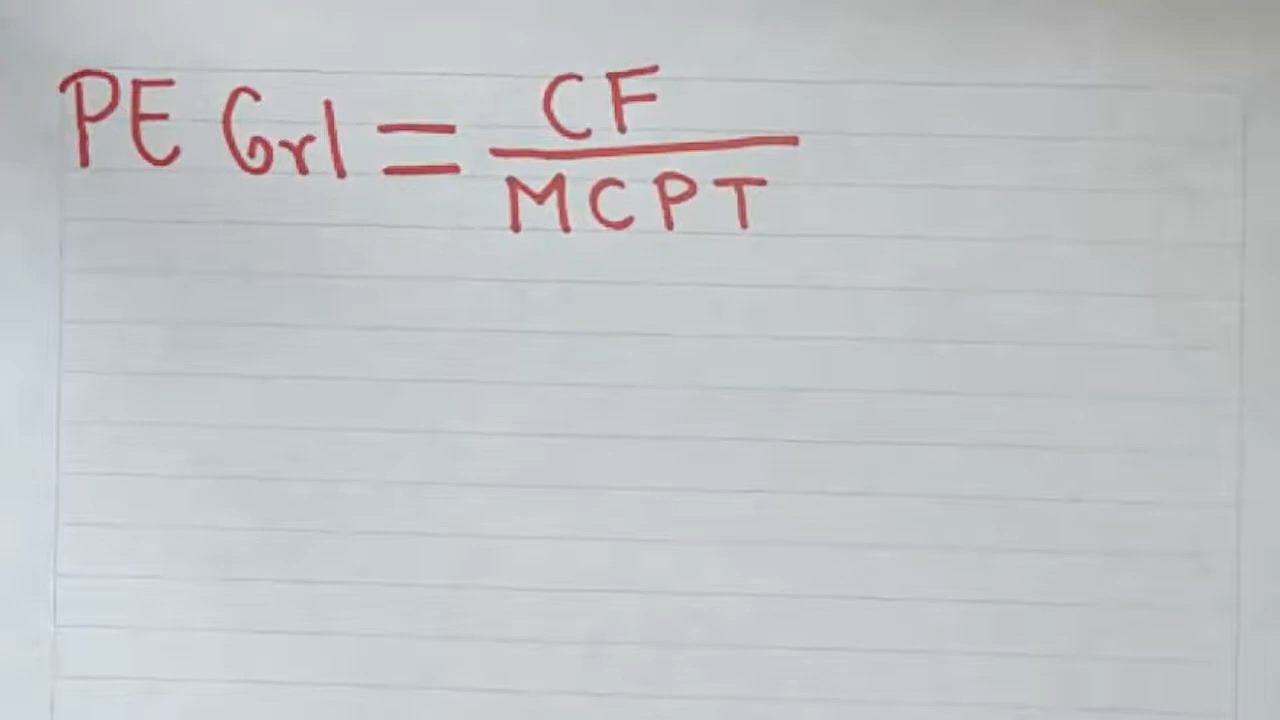 PE Grl = CF
MCPT